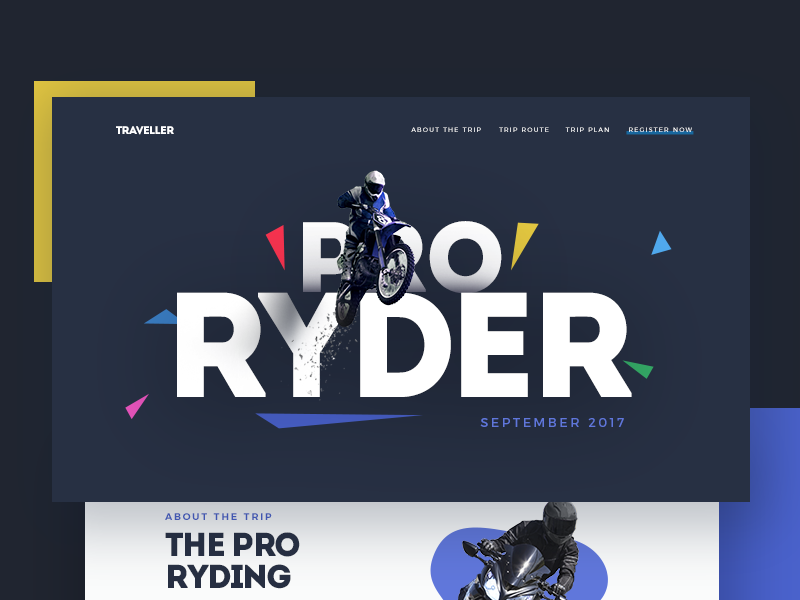 TRAVELLER
ABOUT THE TRIP TRIP ROUTE TRIP PLAN REGISTER NOW
PRO
RYDER
SEPTEMBER 2017
ABOUT THE TRIP
THE PRO
RYDING